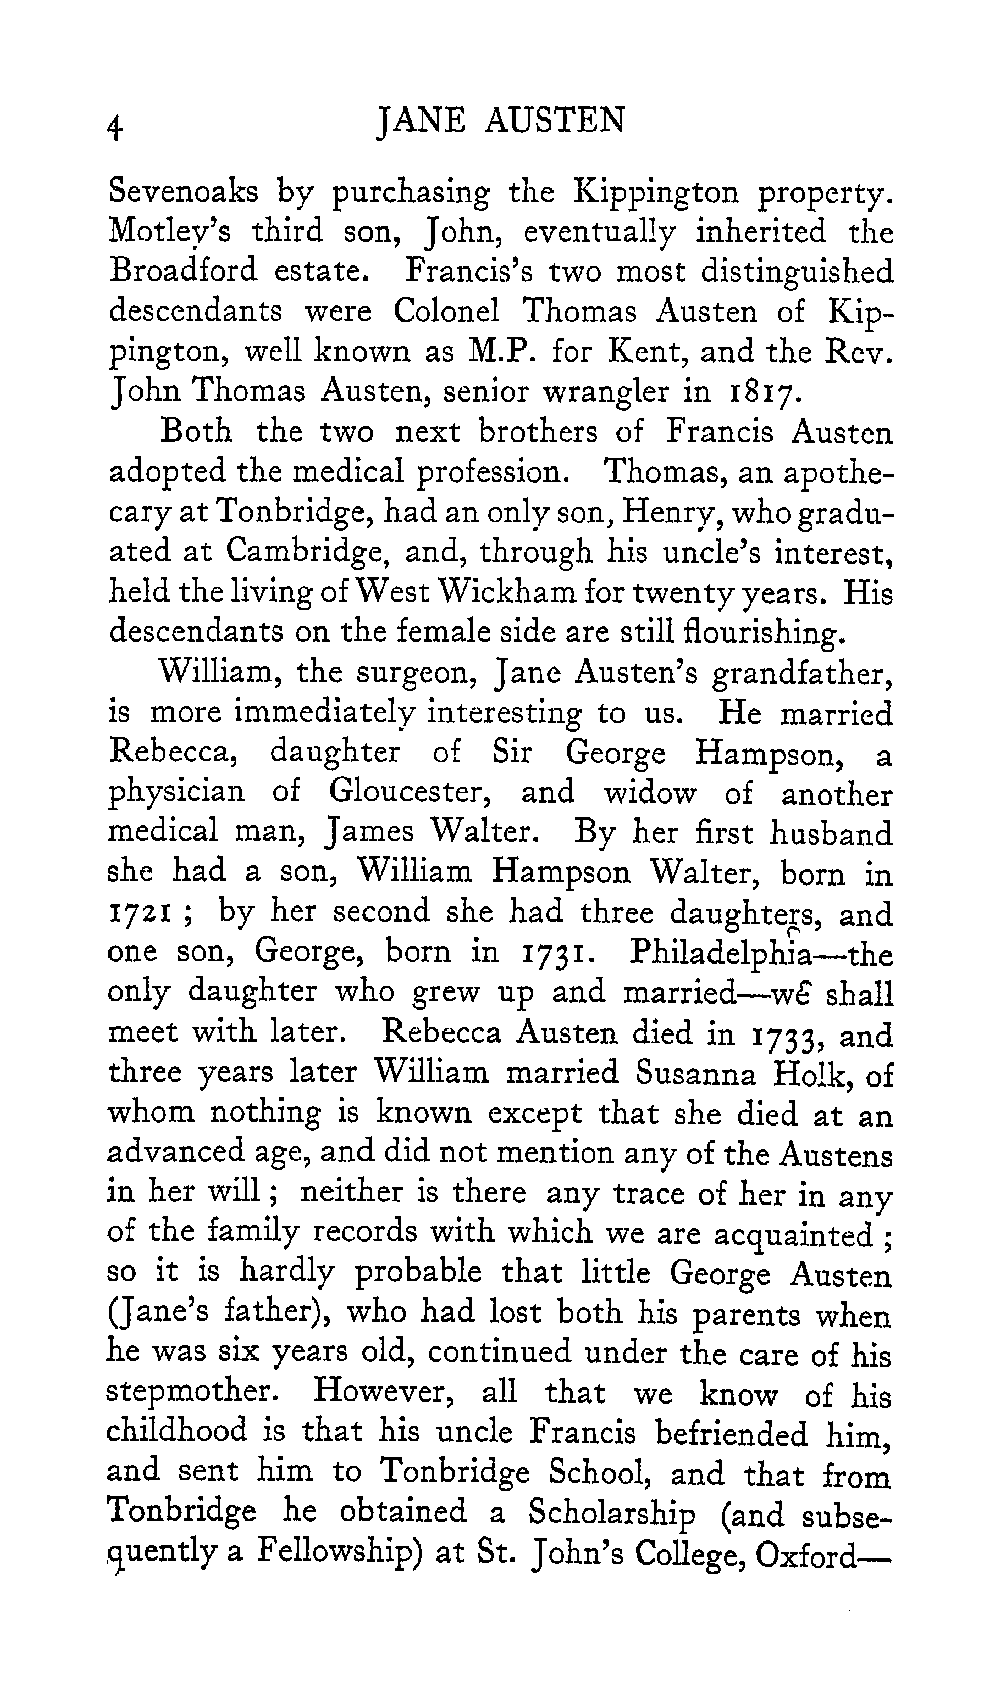 4 JANE AUSTEN
Sevenoaks by purchasing the Kippington property.
Motley's third son, John, eventually inherited the
Broadford estate. Francis's two most distinguished
descendants were Colonel Thomas Austen of Kip-
pington, well known as M.P. for Kent, and the Rev.
John Thomas Austen, senior wrangler in 1817.
Both the two next brothers of Francis Austen
adopted the medical profession. Thomas, an apothe-
cary at Tonbridge, had an only son, Henry, who gradu-
ated at Cambridge, and, through his uncle's interest,
held the living of West Wickham for twenty years. His
descendants on the female side are still flourishing.
William, the surgeon, Jane Austen's grandfather,
is more immediately interesting to us. He married
Rebecca, daughter of Sir George Hampson, a
physician of Gloucester, and widow of another
medical man, James Walter. By her first husband
she had a son, William Hampson Walter, born in
1721 ; by her second she had three daughters, and
one son, George, born in 1731. Philadelphia—the
only daughter who grew up and married—we shall
meet with later. Rebecca Austen died in 1733, and
three years later William married Susanna Holk, of
whom nothing is known except that she died at an
advanced age, and did not mention any of the Austens
in her will ; neither is there any trace of her in any
of the family records with which we are acquainted ;
so it is hardly probable that little George Austen
(Jane's father), who had lost both his parents when
he was six years old, continued under the care of his
stepmother. However, all that we know of his
childhood is that his uncle Francis befriended him,
and sent him to Tonbridge School, and that from
Tonbridge he obtained a Scholarship (and subse-
quently a Fellowship) at St. John's College, Oxford—